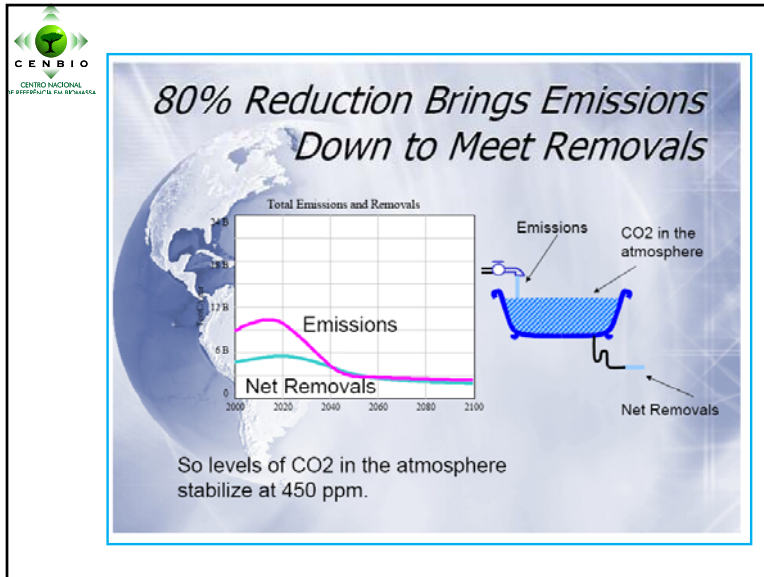 CENBIO
CENTRO NACIONAL
DE REFERÊNCIA EM BIOMASSA
80% Reduction Brings Emissions
Down to Meet Removals
Total Emissions and Removals
24 B
18 B
12 B
6 B
0
Emissions
Net Removals
2000 2020 2040 2060 2080 2100
Emissions
CO2 in the
atmosphere
Net Removals
So levels of CO2 in the atmosphere
stabilize at 450 ppm.